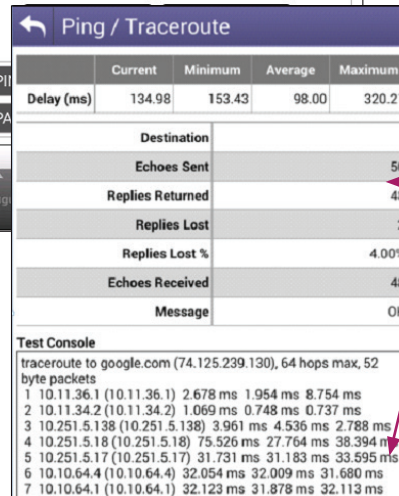 Ping / Traceroute
Current Minimum Average Maximum
Delay (ms) 134.98 153.43 98.00 320.2
Destination
Echoes Sent
Replies Returned
Replies Lost
Replies Lost % 4.00%
Echoes Received
Message
Test Console
traceroute to google.com (74.125.239.130), 64 hops max, 52
byte packets
1 10.11.36.1 (10.11.36.1) 2.678 ms 1.954 ms 8.754 ms
2 10.11.34.2 (10.11.34.2) 1.069 ms 0.748 ms 0.737 ms
3 10.251.5.138 (10.251.5.138) 3.961 ms 4.536 ms 2.788 ms
4 10.251.5.18 (10.251.5.18) 75.526 ms 27.764 ms 38.394 ms
5 10.251.5.17 (10.251.5.17) 31.731 ms 31.183 ms 33.595 ms
6 10.10.64.4 (10.10.64.4) 32.054 ms 32.009 ms 31.680 ms
7 10.10.64.1 (10.10.64.1) 32.123 ms 31.878 ms 32.113 ms